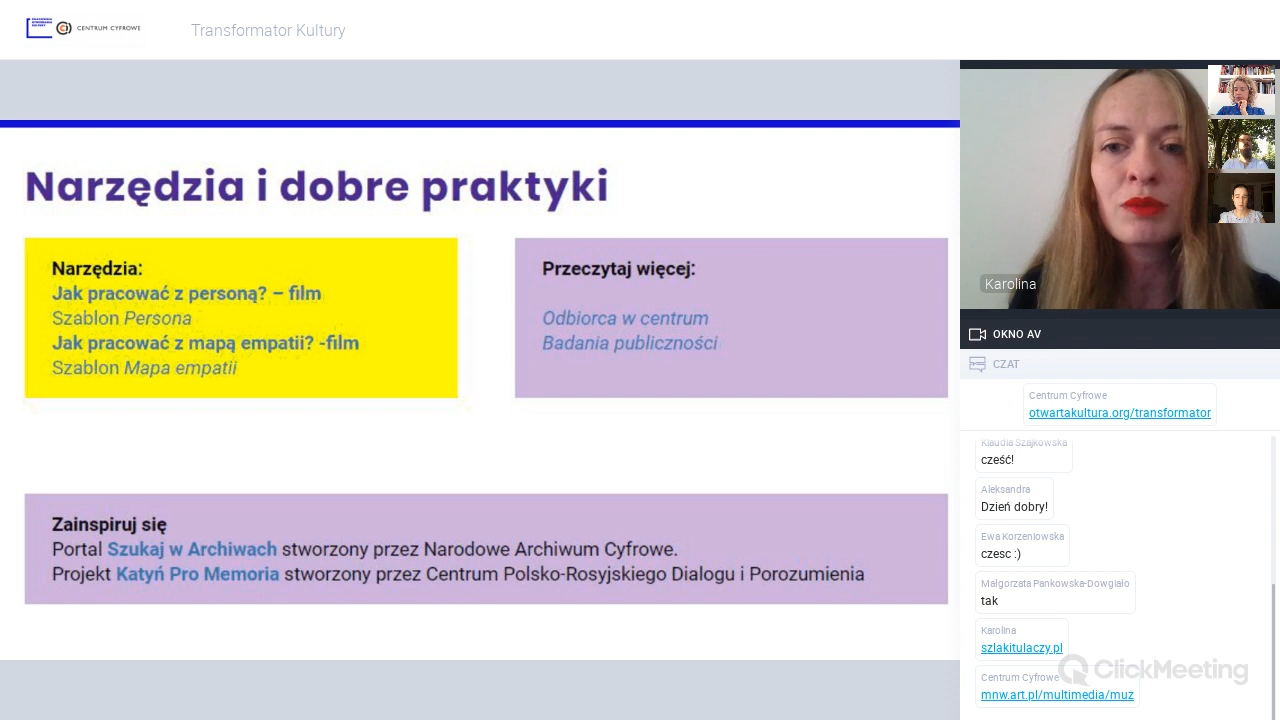 CENTRUM CYFROWE
Transformator Kultury
Narzędzia i dobre praktyki
Narzędzia:
Jak pracować z personą? – film
Szablon Persona
Jak pracować z mapą empatii? -film
Szablon Mapa empatii
Przeczytaj więcej:
Odbiorca w centrum
Badania publiczności
Zainspiruj się
Portal Szukaj w Archiwach stworzony przez Narodowe Archiwum Cyfrowe.
Projekt Katyń Pro Memoria stworzony przez Centrum Polsko-Rosyjskiego Dialogu i Porozumienia
Karolina
OKNO AV
CZAT
Centrum Cyfrowe
otwartakultura.org/transformator
Klaudia Szajkowska
cześć!
Aleksandra
Dzień dobry!
Ewa Korzeniowska
czesc :)
Małgorzata Pankowska-Dowgiało
tak
Karolina
szlakitulaczy.pl
Centrum Cyfrowe
mnw.art.pl/multimedia/muz
ClickMeeting